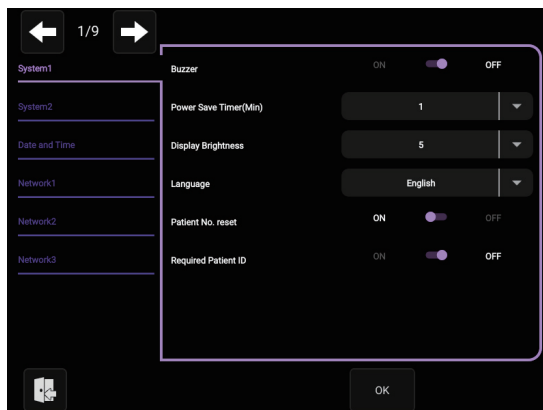 1/9
System1
System2
Date and Time
Network1
Network2
Network3
Buzzer ON OFF
Power Save Timer(Min) 1
Display Brightness 5
Language English
Patient No. reset ON OFF
Required Patient ID ON OFF
OK